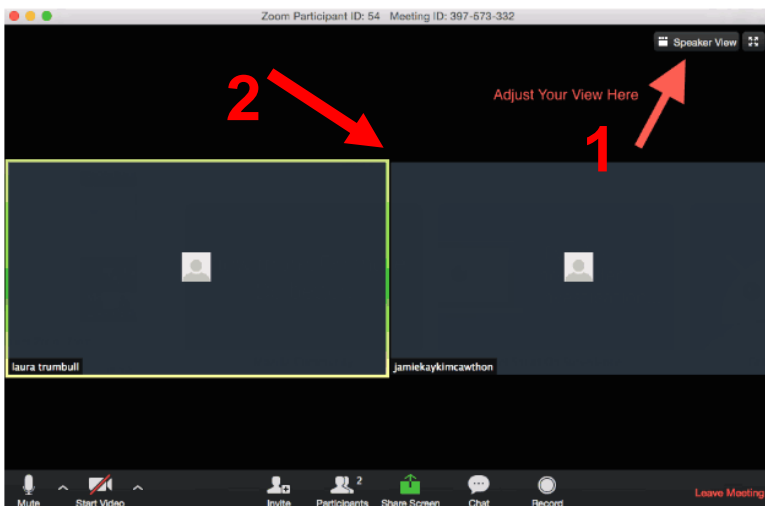 Zoom Participant ID: 54 Meeting ID: 397-573-332
Speaker View
Adjust Your View Here
2
1
laura trumbull
jamiekaykimcawthon
2
Mute
Start Video
Invite
Participants
Share Screen
Chat
Record
Leave Meeting